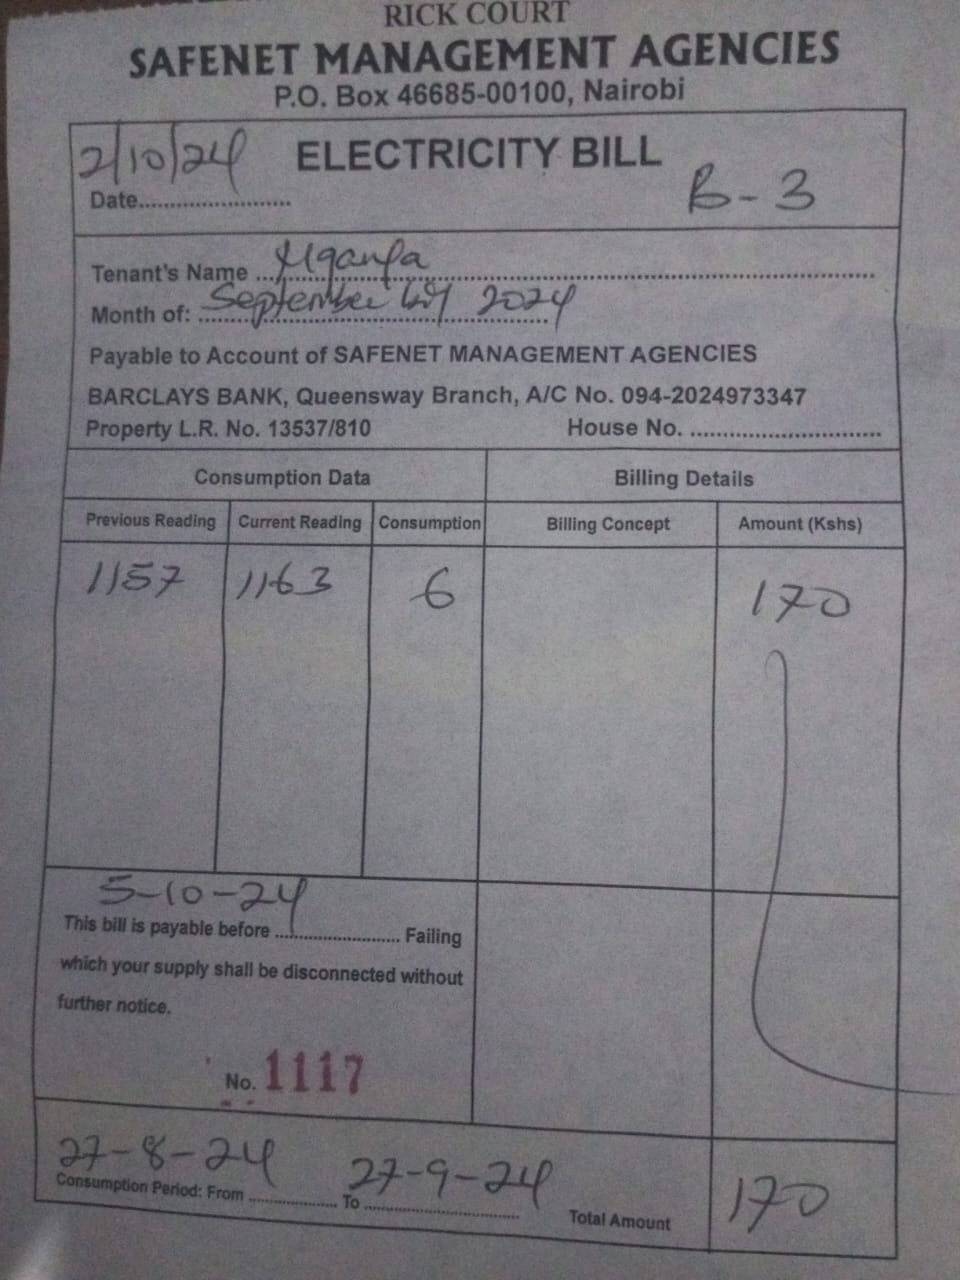 RICK COURT
SAFENET MANAGEMENT AGENCIES
P.O. Box 46685-00100, Nairobi
2/10/24 ELECTRICITY BILL
Date........................ B-3
Tenant's Name ...
Month of: September 2024
Payable to Account of SAFENET MANAGEMENT AGENCIES
BARCLAYS BANK, Queensway Branch, A/C No. 094-2024973347
Property L.R. No. 13537/810 House No. ..............................
Consumption Data Billing Details
Previous Reading Current Reading Consumption Billing Concept Amount (Kshs)
1157 1163 6 170
5-10-24
This bill is payable before ........................ Failing
which your supply shall be disconnected without
further notice.
No. 1117
27-8-24 27-9-24
Consumption Period: From .................. To ................................
Total Amount 170